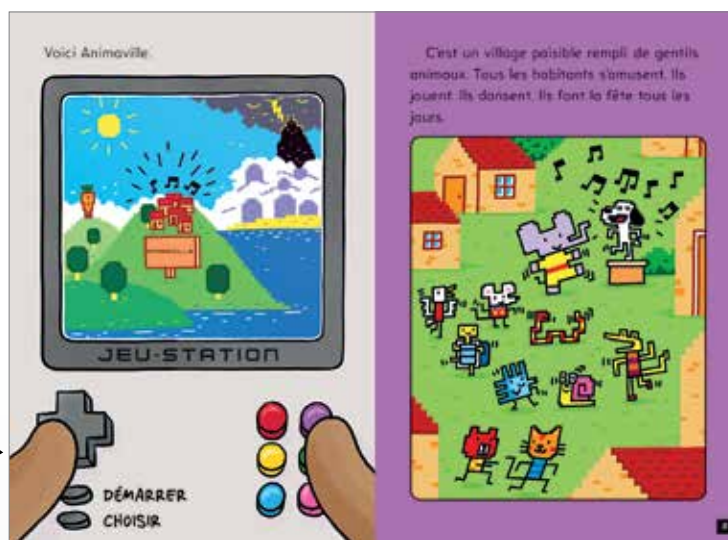 Voici Animaville.
JEU-STATION
DÉMARRER
CHOISIR
C'est un village paisible rempli de gentils
animaux. Tous les habitants s'amusent. Ils
jouent. Ils dansent. Ils font la fête tous les
jours.